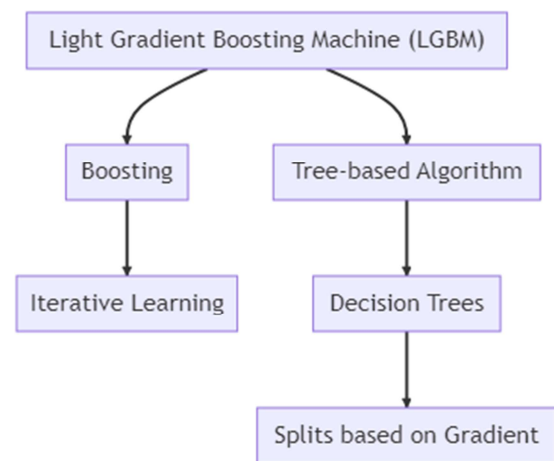 Light Gradient Boosting Machine (LGBM)
Boosting
Tree-based Algorithm
Iterative Learning
Decision Trees
Splits based on Gradient